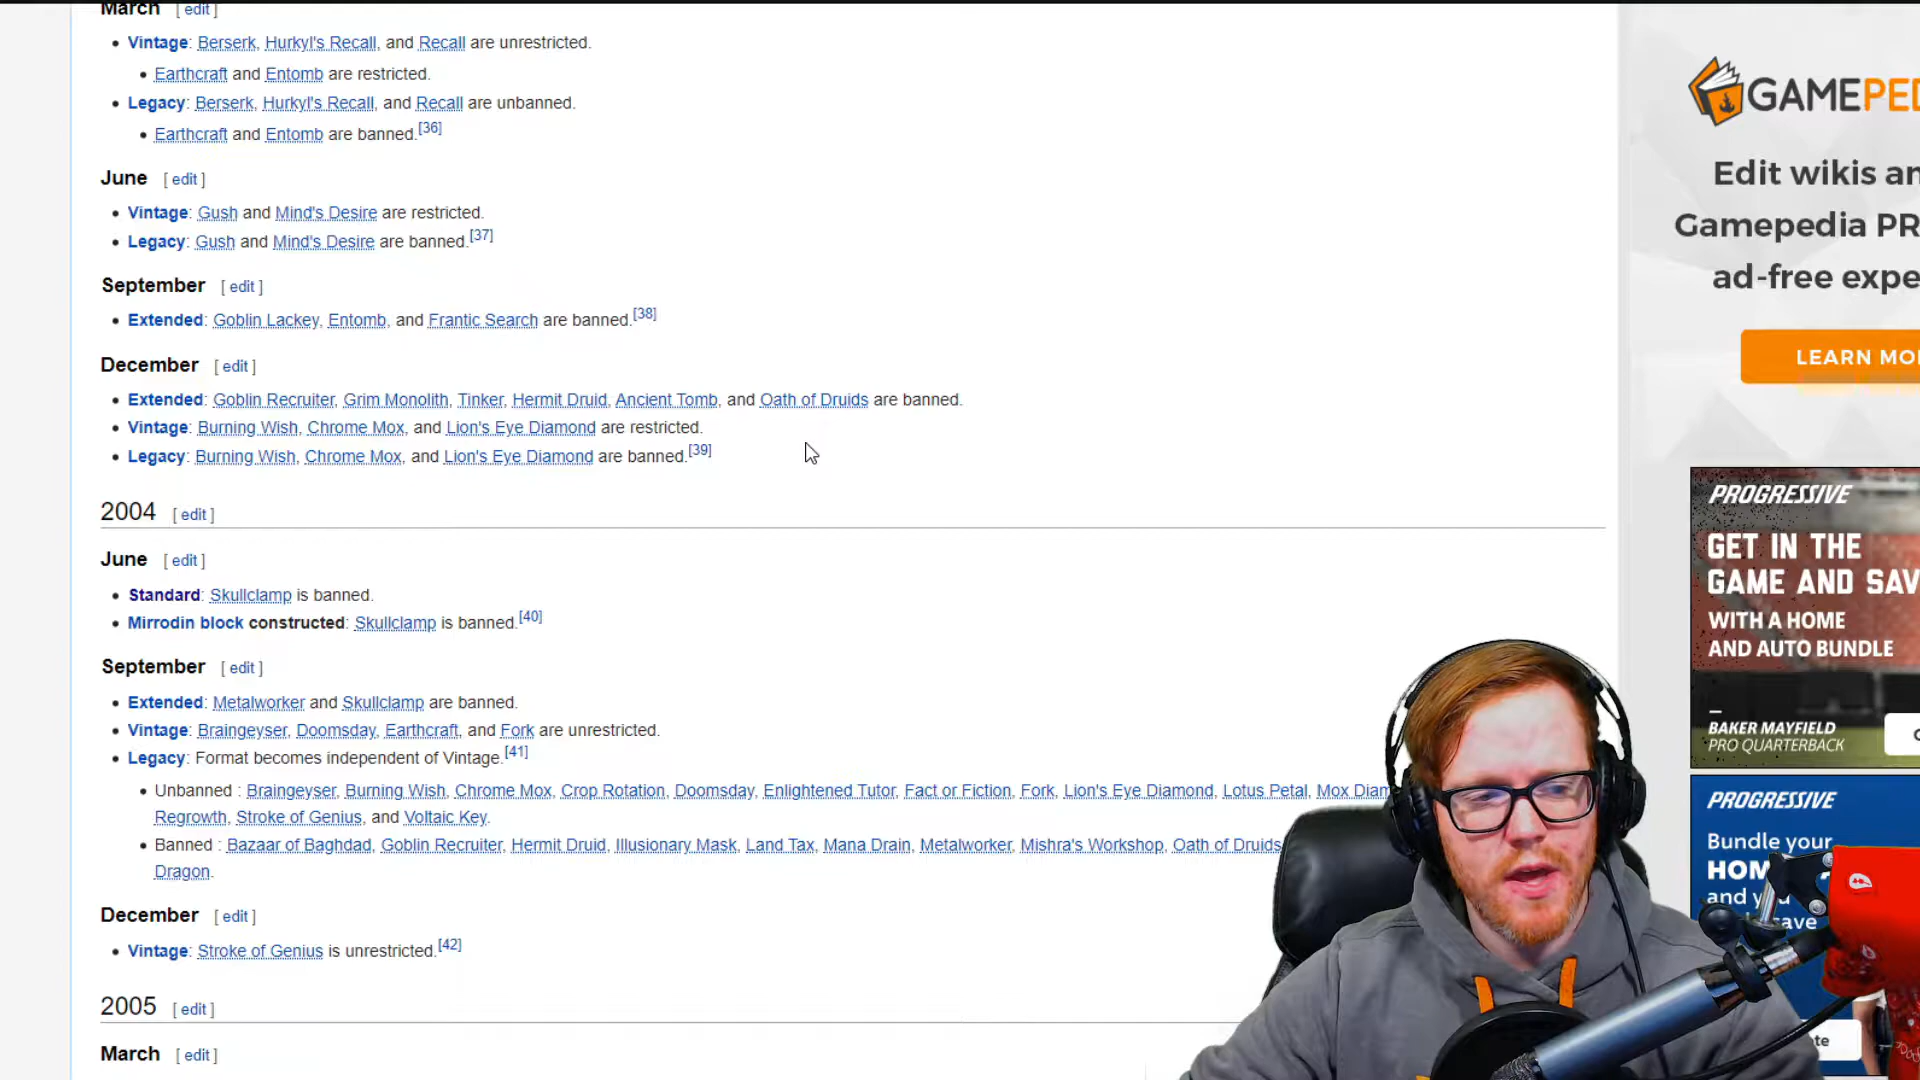 March [ edit ]
• Vintage: Berserk, Hurkyl's Recall, and Recall are unrestricted.
• Earthcraft and Entomb are restricted.
• Legacy: Berserk, Hurkyl's Recall, and Recall are unbanned.
• Earthcraft and Entomb are banned.[36]
June [ edit ]
• Vintage: Gush and Mind's Desire are restricted.
• Legacy: Gush and Mind's Desire are banned.[37]
September [ edit ]
• Extended: Goblin Lackey, Entomb, and Frantic Search are banned.[38]
December [ edit ]
• Extended: Goblin Recruiter, Grim Monolith, Tinker, Hermit Druid, Ancient Tomb, and Oath of Druids are banned.
• Vintage: Burning Wish, Chrome Mox, and Lion's Eye Diamond are restricted.
• Legacy: Burning Wish, Chrome Mox, and Lion's Eye Diamond are banned.[39]
2004 [ edit ]
June [ edit ]
• Standard: Skullclamp is banned.
• Mirrodin block constructed: Skullclamp is banned.[40]
September [ edit ]
• Extended: Metalworker and Skullclamp are banned.
• Vintage: Braingeyser, Doomsday, Earthcraft, and Fork are unrestricted.
• Legacy: Format becomes independent of Vintage.[41]
• Unbanned : Braingeyser, Burning Wish, Chrome Mox, Crop Rotation, Doomsday, Enlightened Tutor, Fact or Fiction, Fork, Lion's Eye Diamond, Lotus Petal, Mox Diam
Regrowth, Stroke of Genius, and Voltaic Key.
• Banned : Bazaar of Baghdad, Goblin Recruiter, Hermit Druid, Illusionary Mask, Land Tax, Mana Drain, Metalworker, Mishra's Workshop, Oath of Druids
Dragon.
December [ edit ]
• Vintage: Stroke of Genius is unrestricted.[42]
2005 [ edit ]
March [ edit ]
GAMEPED
Edit wikis an
Gamepedia PR
ad-free expe
LEARN MO
PROGRESSIVE
GET IN THE
GAME AND SAV
WITH A HOME
AND AUTO BUNDLE
BAKER MAYFIELD
PRO QUARTERBACK
PROGRESSIVE
Bundle your
HOM
and
save